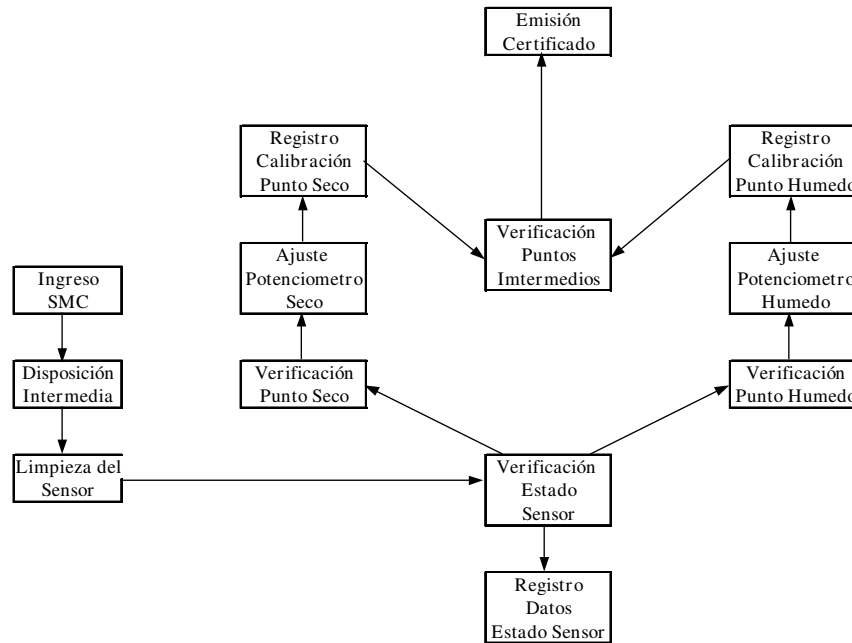 Emisión
Certificado
Registro
Calibración
Punto Seco
Registro
Calibración
Punto Humedo
Verificación
Puntos
Imtermedios
Ajuste
Potenciometro
Seco
Ajuste
Potenciometro
Humedo
Ingreso
SMC
Disposición
Intermedia
Verificación
Punto Seco
Verificación
Punto Humedo
Limpieza del
Sensor
Verificación
Estado
Sensor
Registro
Datos
Estado Sensor